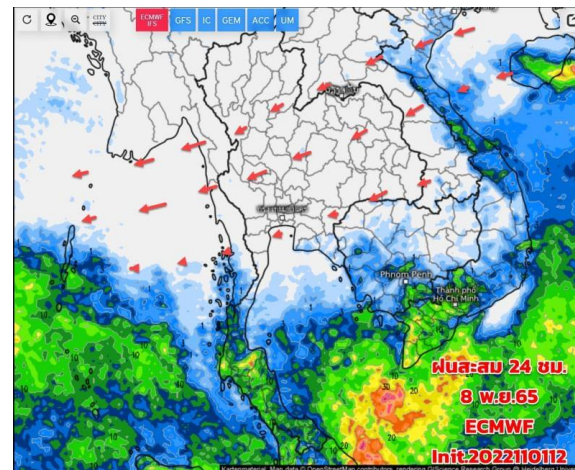 CITY
ECMWF
IFS
GFS
IC
GEM
ACC
UM
Phnom Penh
Thành phố
Hồ Chí Minh
ฝนสะสม 24 ชม.
8 พ.ย.65
ECMWF
Init.2022110112